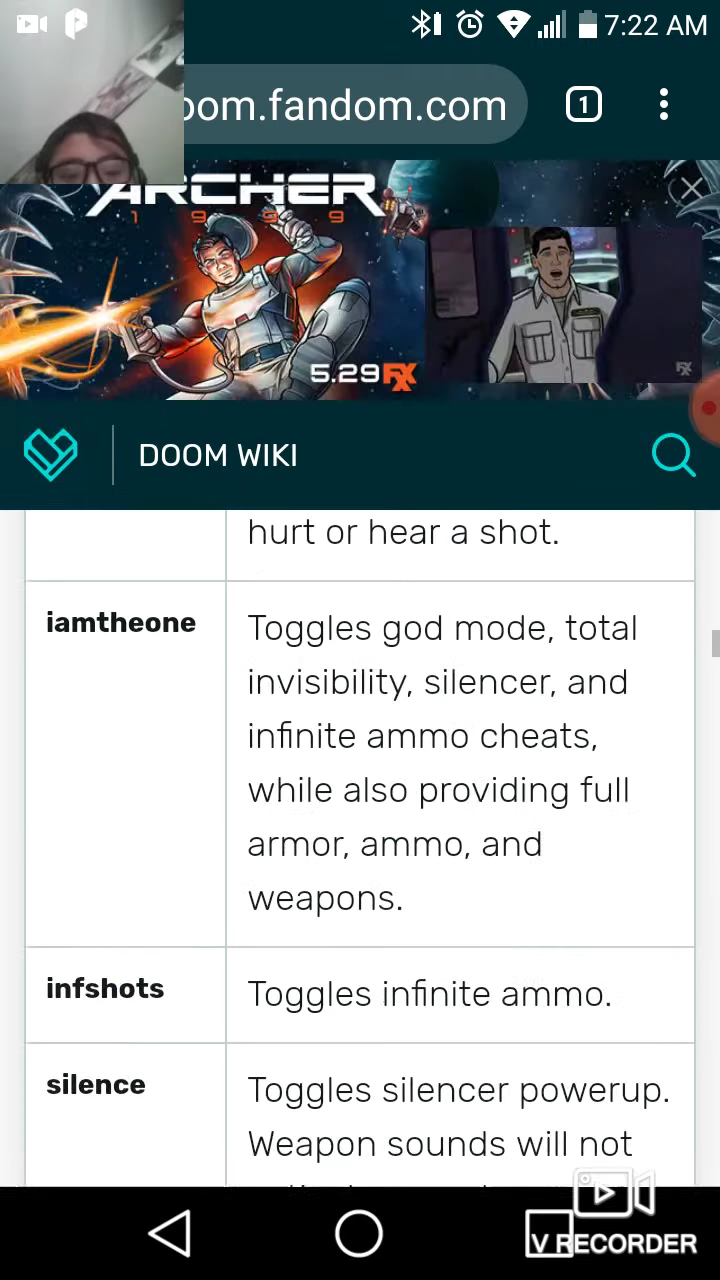 7:22 AM
oom.fandom.com
1
ARCHER
1999
5.29 FX
FX
DOOM WIKI
hurt or hear a shot.
iamtheone
Toggles god mode, total
invisibility, silencer, and
infinite ammo cheats,
while also providing full
armor, ammo, and
weapons.
infshots
Toggles infinite ammo.
silence
Toggles silencer powerup.
Weapon sounds will not
V RECORDER